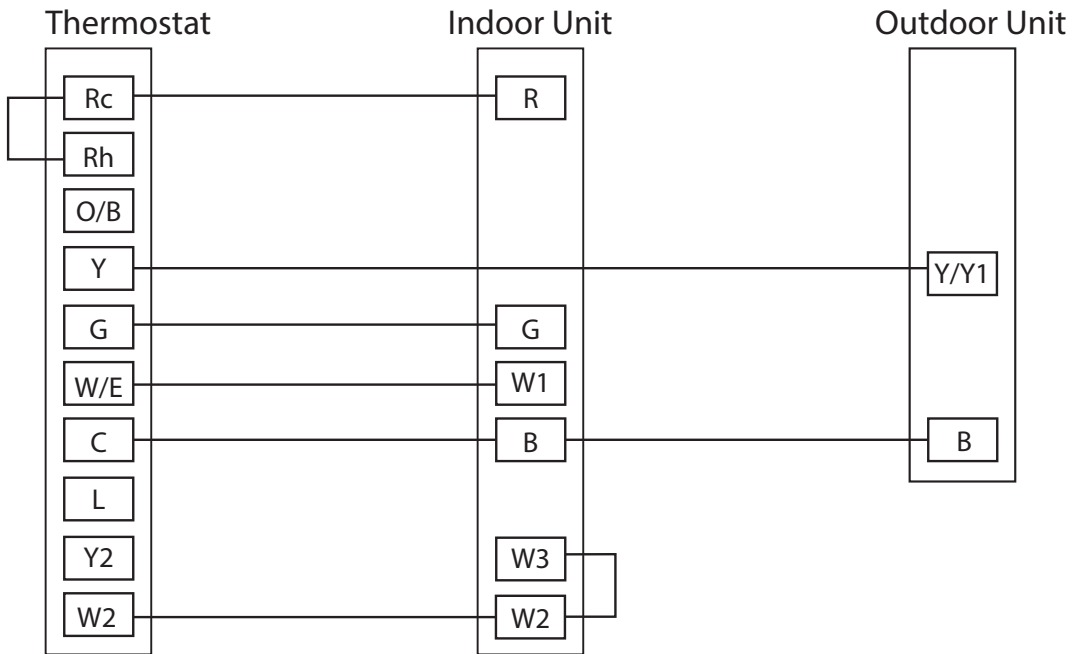 Thermostat Indoor Unit Outdoor Unit
Rc R
Rh
O/B
Y Y/Y1
G G
W/E W1
C B B
L
Y2 W3
W2 W2